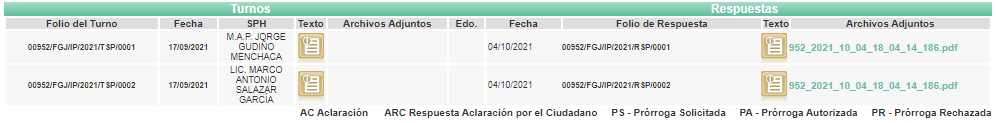 Turnos Respuestas
Folio del Turno Fecha SPH Texto Archivos Adjuntos Edo. Fecha Folio de Respuesta Texto Archivos Adjuntos
00952/FGJ/IP/2021/TSP/0001 17/09/2021 M.A.P. JORGE GUDIÑO MENCHACA 04/10/2021 00952/FGJ/IP/2021/RSP/0001 952_2021_10_04_18_04_14_186.pdf
00952/FGJ/IP/2021/TSP/0002 17/09/2021 LIC. MARCO ANTONIO SALAZAR GARCÍA 04/10/2021 00952/FGJ/IP/2021/RSP/0002 952_2021_10_04_18_04_14_186.pdf
AC Aclaración ARC Respuesta Aclaración por el Ciudadano PS - Prórroga Solicitada PA - Prórroga Autorizada PR - Prórroga Rechazada